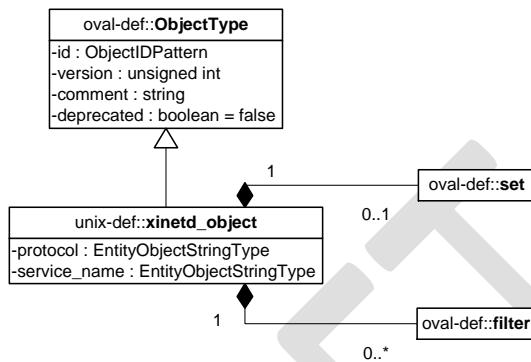 oval-def::ObjectType
-id : ObjectIDPattern
-version : unsigned int
-comment : string
-deprecated : boolean = false
1
oval-def::set
0..1
unix-def::xinetd_object
-protocol : EntityObjectStringType
-service_name : EntityObjectStringType
1
oval-def::filter
0..*